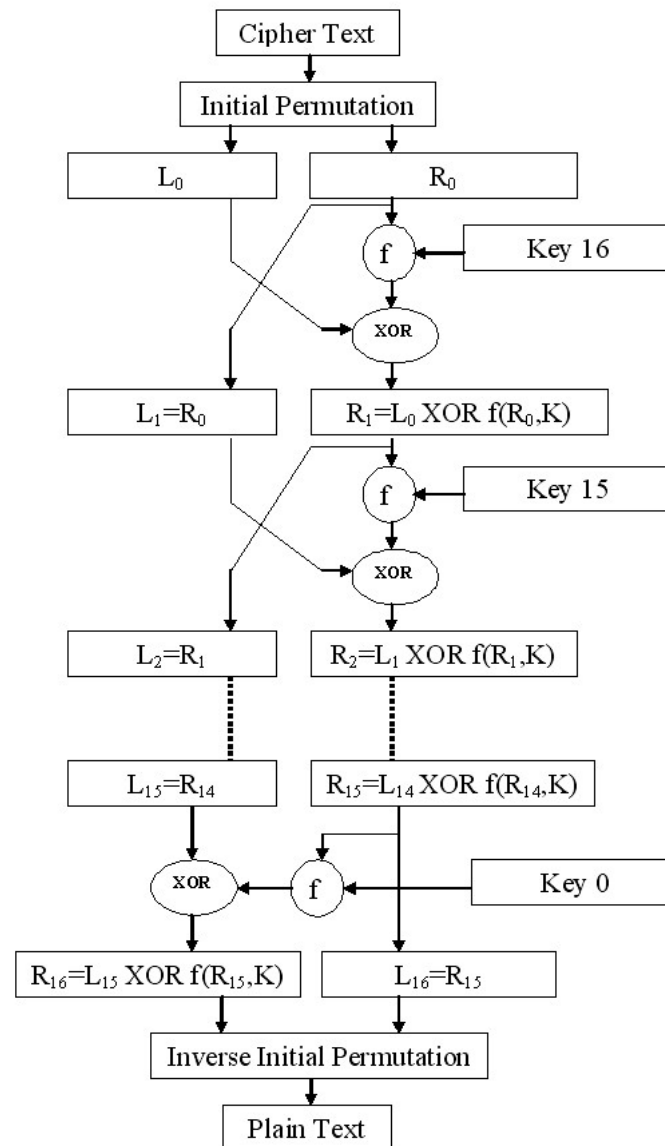 Cipher Text
Initial Permutation
L₀
R₀
f
Key 16
XOR
L₁=R₀
R₁=L₀ XOR f(R₀,K)
f
Key 15
XOR
L₂=R₁
R₂=L₁ XOR f(R₁,K)
L₁₅=R₁₄
R₁₅=L₁₄ XOR f(R₁₄,K)
XOR
f
Key 0
R₁₆=L₁₅ XOR f(R₁₅,K)
L₁₆=R₁₅
Inverse Initial Permutation
Plain Text